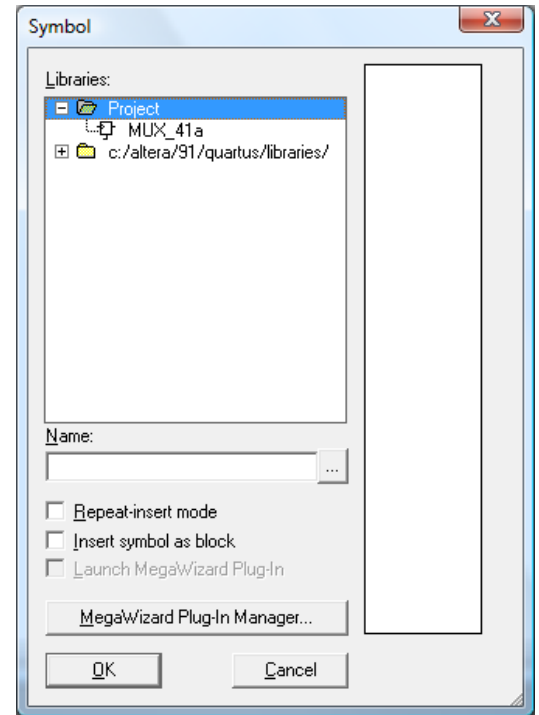 Symbol
Libraries:
Project
MUX_41a
c:/altera/91/quartus/libraries/
Name:
...
Repeat-insert mode
Insert symbol as block
Launch MegaWizard Plug-In
MegaWizard Plug-In Manager...
OK Cancel